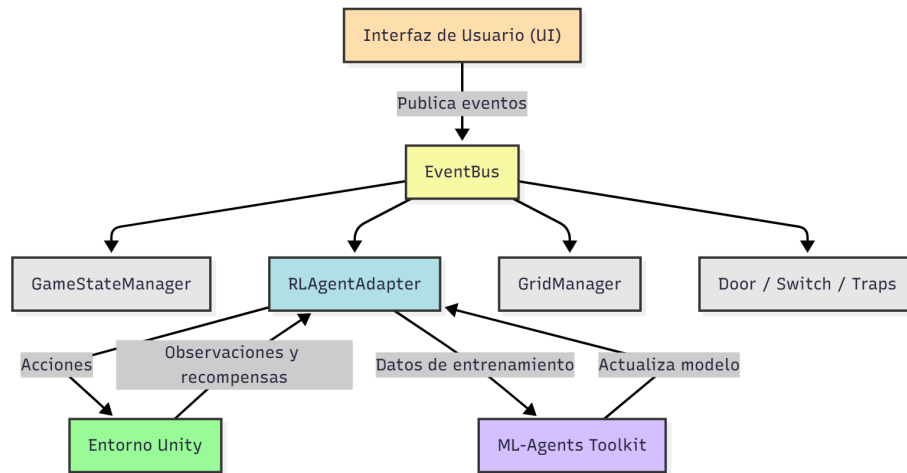 Interfaz de Usuario (UI)
Publica eventos
EventBus
GameStateManager
RLAgentAdapter
GridManager
Door / Switch / Traps
Acciones
Observaciones y
recompensas
Datos de entrenamiento
Actualiza modelo
Entorno Unity
ML-Agents Toolkit